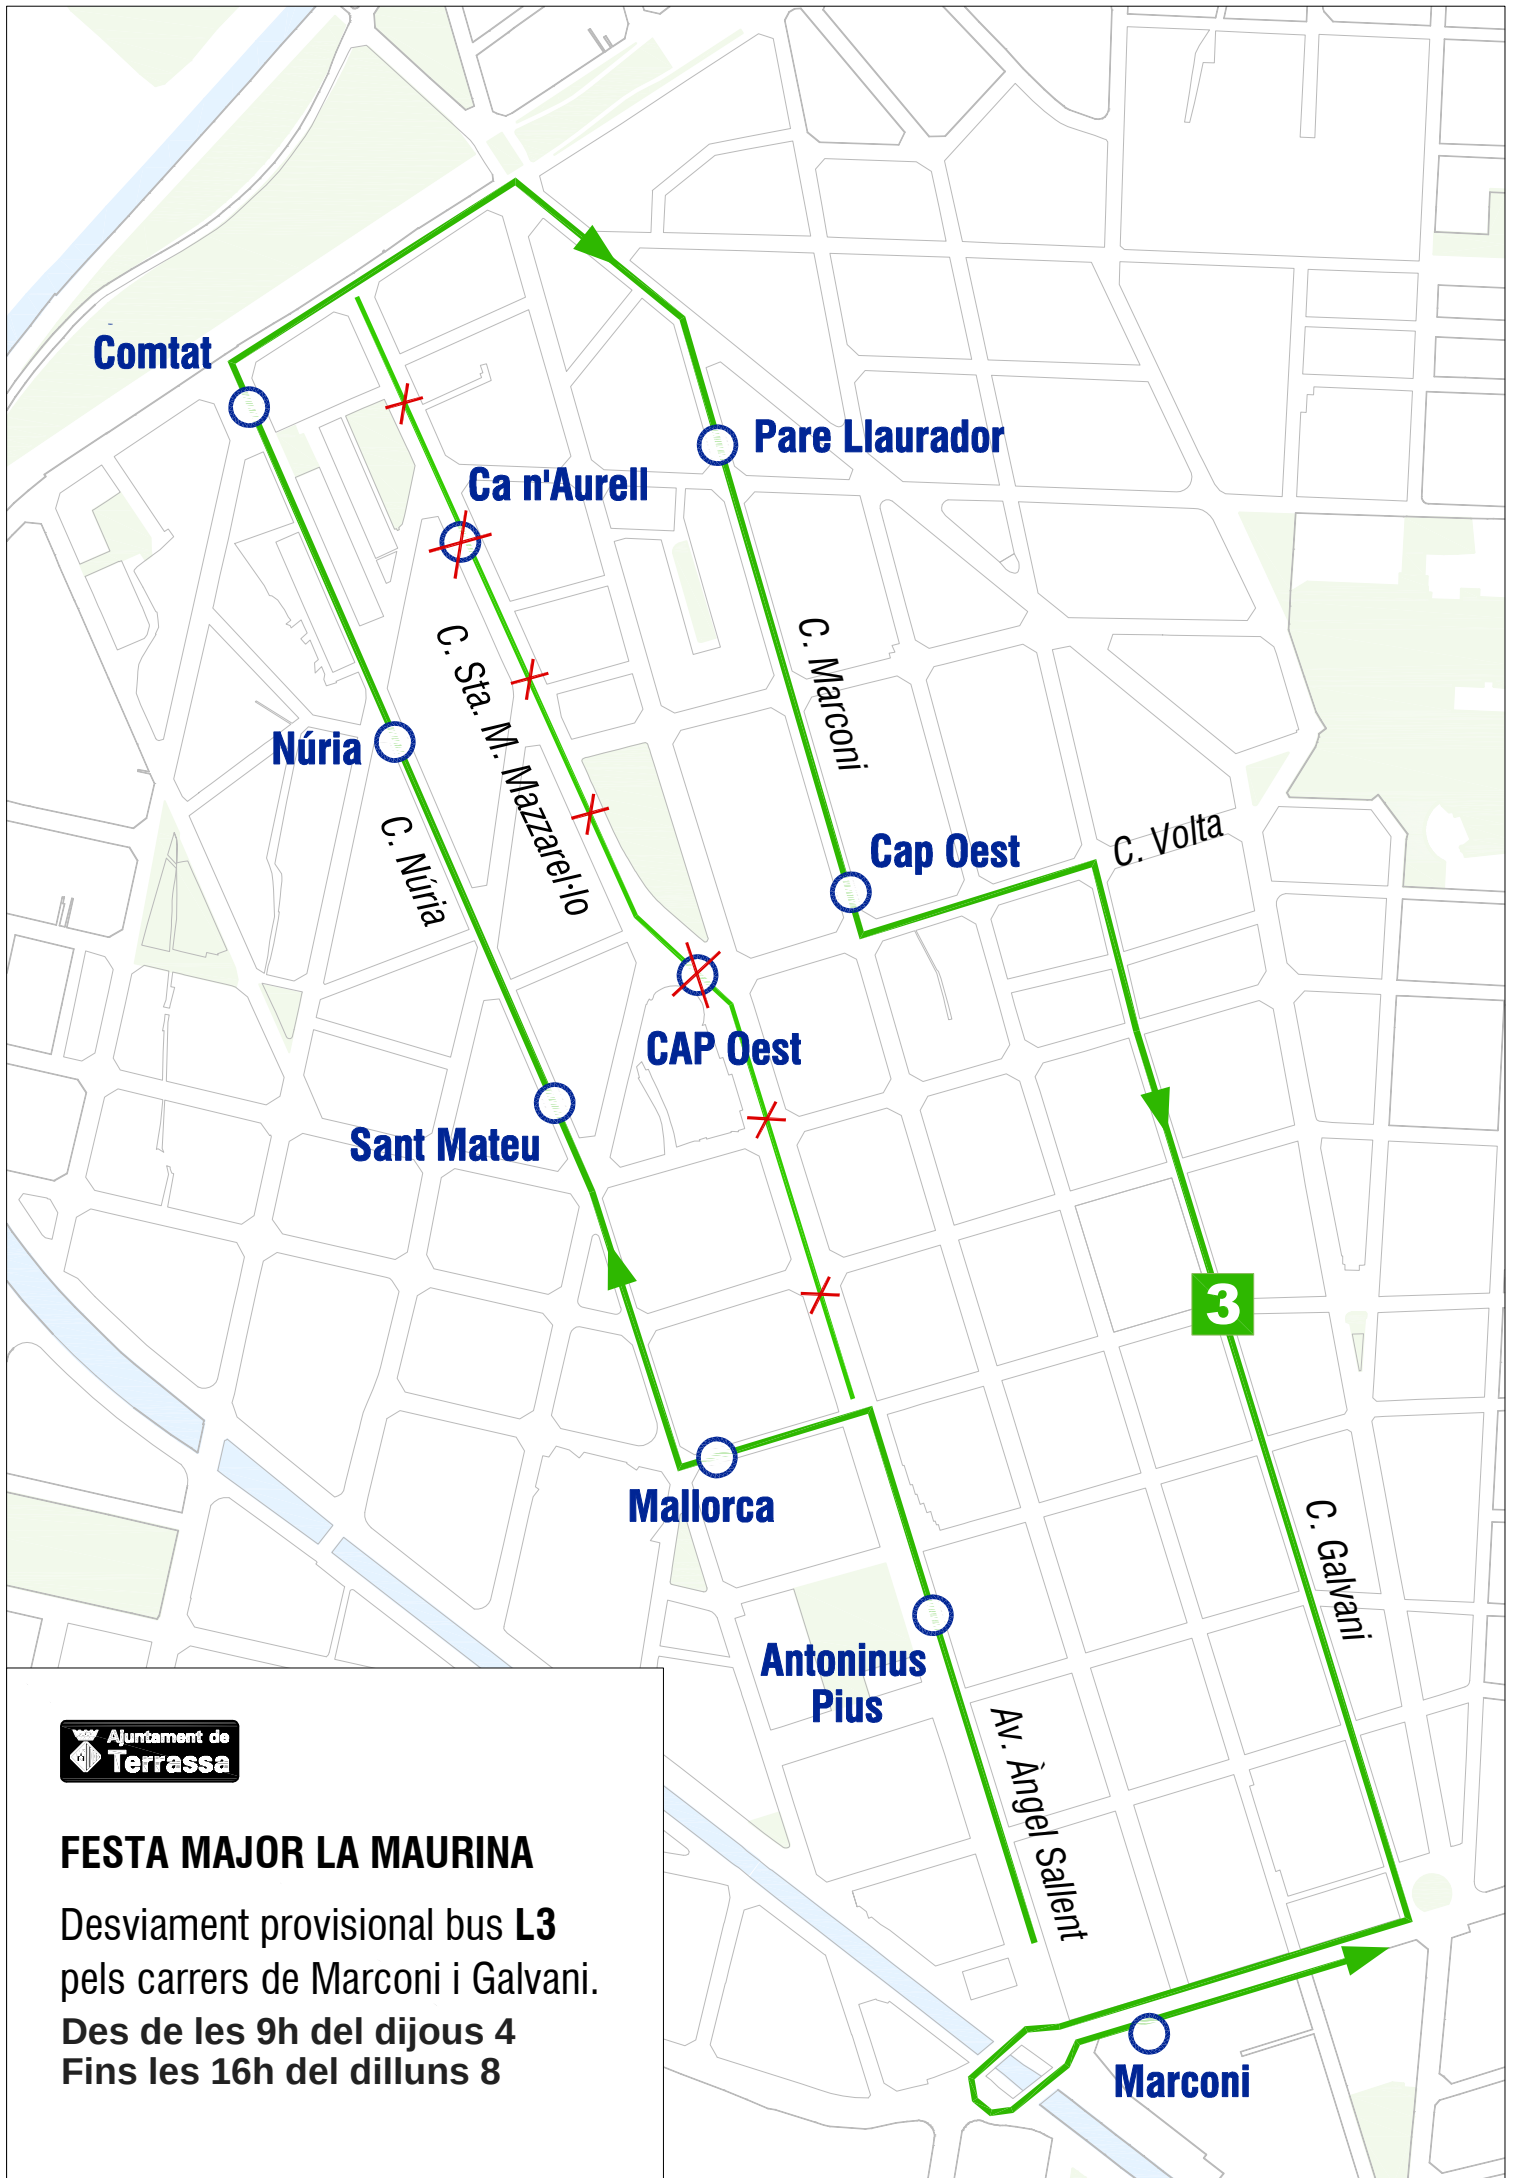 Comtat
Pare Llaurador
Ca n'Aurell
C. Marconi
C. Sta. M. Mazzarel·lo
Núria
C. Núria
Cap Oest
C. Volta
CAP Oest
Sant Mateu
3
Mallorca
C. Galvani
Antoninus
Pius
Av. Àngel Sallent
Marconi
Ajuntament de
Terrassa
FESTA MAJOR LA MAURINA
Desviament provisional bus L3
pels carrers de Marconi i Galvani.
Des de les 9h del dijous 4
Fins les 16h del dilluns 8